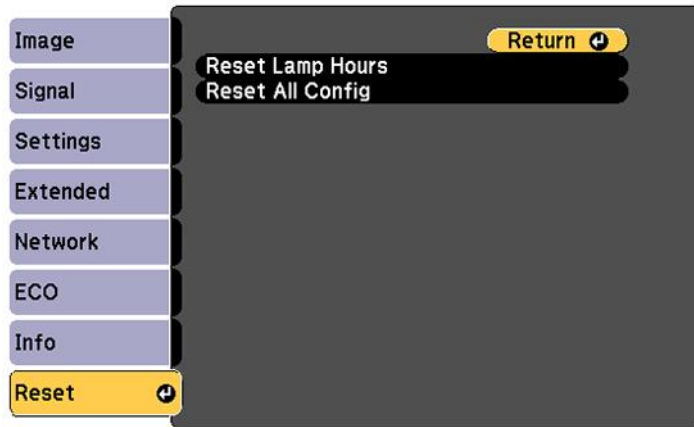 Image
Signal
Settings
Extended
Network
ECO
Info
Reset
Return
Reset Lamp Hours
Reset All Config